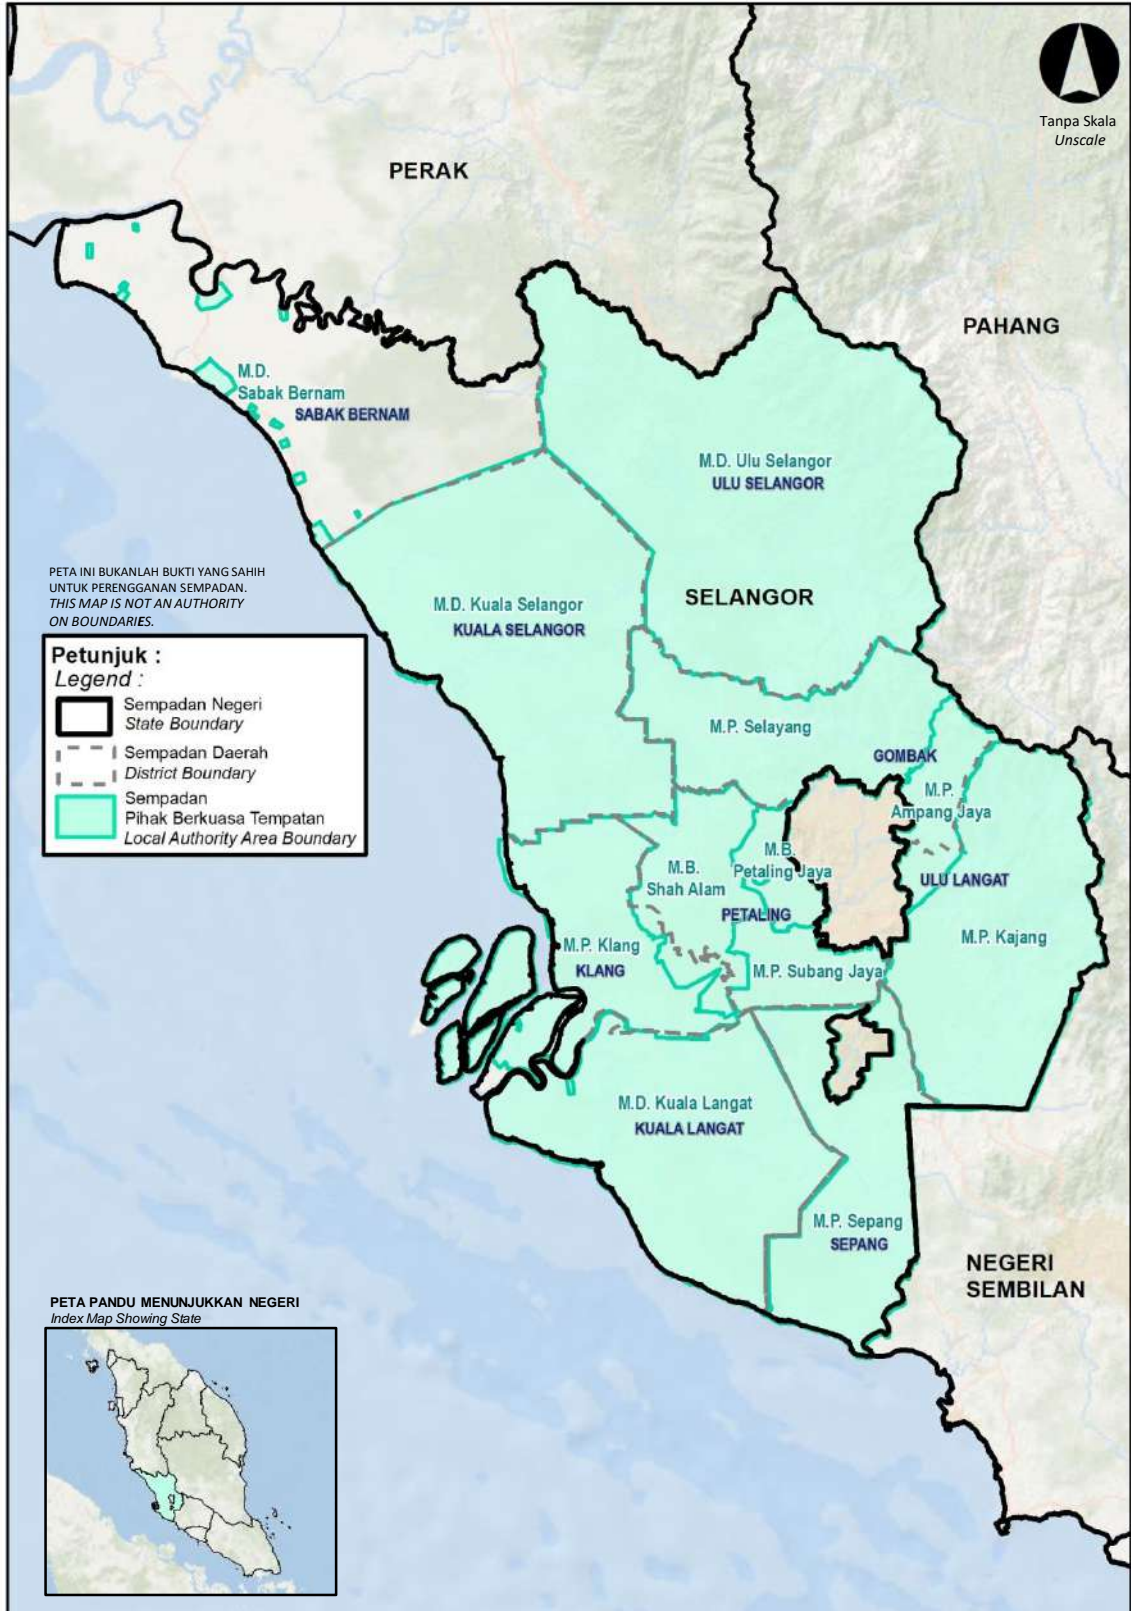 Tanpa Skala
Unscale
PERAK
PAHANG
M.D.
Sabak Bernam
SABAK BERNAM
M.D. Ulu Selangor
ULU SELANGOR
PETA INI BUKANLAH BUKTI YANG SAHIH
UNTUK PERENGGANAN SEMPADAN.
THIS MAP IS NOT AN AUTHORITY
ON BOUNDARIES.
M.D. Kuala Selangor
KUALA SELANGOR
SELANGOR
Petunjuk :
Legend :
Sempadan Negeri
State Boundary
Sempadan Daerah
District Boundary
Sempadan
Pihak Berkuasa Tempatan
Local Authority Area Boundary
M.P. Selayang
GOMBAK
M.P.
Ampang Jaya
M.B.
Petaling Jaya
M.B.
Shah Alam
ULU LANGAT
PETALING
M.P. Kajang
M.P. Klang
KLANG
M.P. Subang Jaya
M.D. Kuala Langat
KUALA LANGAT
M.P. Sepang
SEPANG
NEGERI
SEMBILAN
PETA PANDU MENUNJUKKAN NEGERI
Index Map Showing State